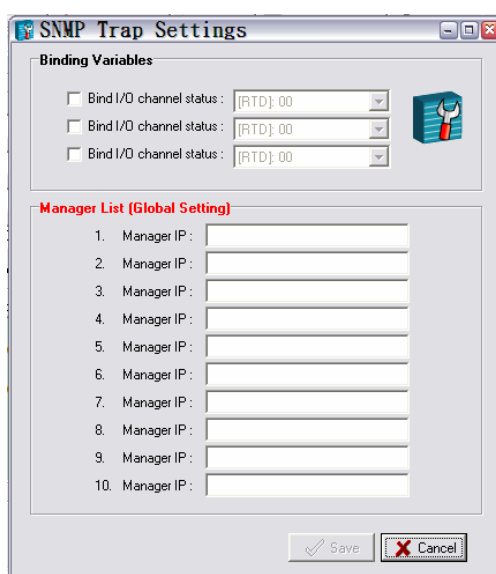 SNMP Trap Settings
Binding Variables
Bind I/O channel status : [RTD]: 00
Bind I/O channel status : [RTD]: 00
Bind I/O channel status : [RTD]: 00
Manager List (Global Setting)
1. Manager IP :
2. Manager IP :
3. Manager IP :
4. Manager IP :
5. Manager IP :
6. Manager IP :
7. Manager IP :
8. Manager IP :
9. Manager IP :
10. Manager IP :
Save Cancel